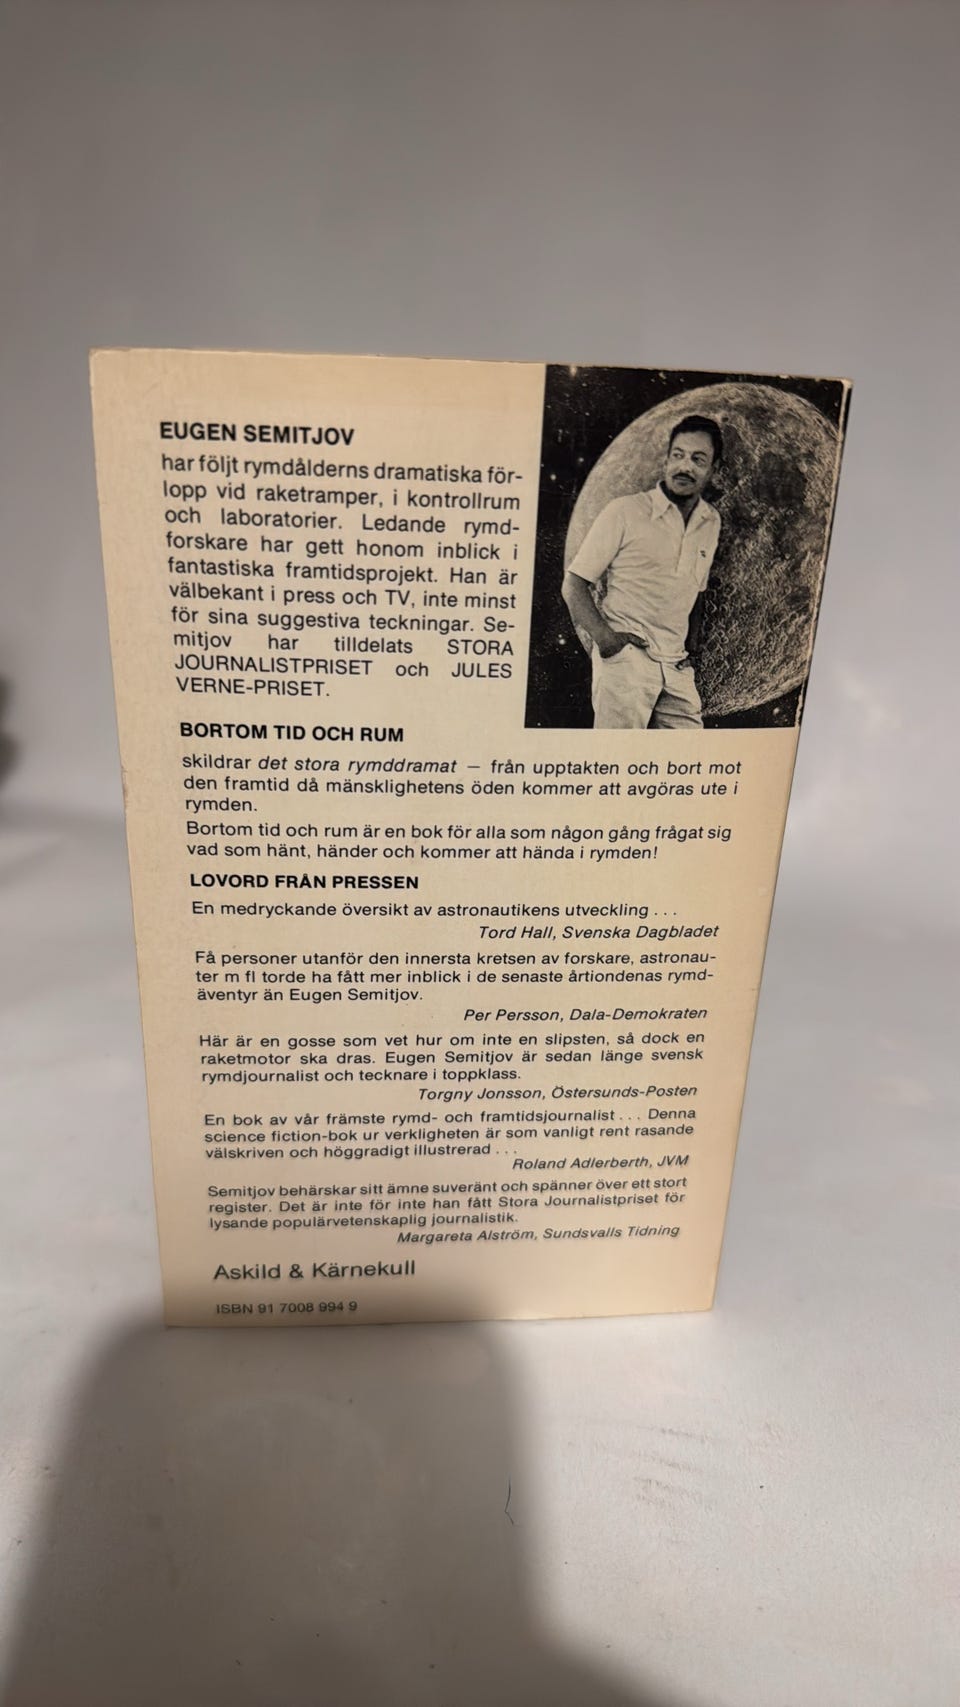 EUGEN SEMITJOV
har följt rymdålderns dramatiska för-
lopp vid raketramper, i kontrollrum
och laboratorier. Ledande rymd-
forskare har gett honom inblick i
fantastiska framtidsprojekt. Han är
välbekant i press och TV, inte minst
för sina suggestiva teckningar. Se-
mitjov har tilldelats STORA
JOURNALISTPRISET och JULES
VERNE-PRISET.
BORTOM TID OCH RUM
skildrar det stora rymddramat — från upptakten och bort mot
den framtid då mänsklighetens öden kommer att avgöras ute i
rymden.
Bortom tid och rum är en bok för alla som någon gång frågat sig
vad som hänt, händer och kommer att hända i rymden!
LOVORD FRÅN PRESSEN
En medryckande översikt av astronautikens utveckling . . .
Tord Hall, Svenska Dagbladet
Få personer utanför den innersta kretsen av forskare, astronau-
ter m fl torde ha fått mer inblick i de senaste årtiondenas rymd-
äventyr än Eugen Semitjov.
Per Persson, Dala-Demokraten
Här är en gosse som vet hur om inte en slipsten, så dock en
raketmotor ska dras. Eugen Semitjov är sedan länge svensk
rymdjournalist och tecknare i toppklass.
Torgny Jonsson, Östersunds-Posten
En bok av vår främste rymd- och framtidsjournalist . . . Denna
science fiction-bok ur verkligheten är som vanligt rent rasande
välskriven och höggradigt illustrerad . . .
Roland Adlerberth, JVM
Semitjov behärskar sitt ämne suveränt och spänner över ett stort
register. Det är inte för inte han fått Stora Journalistpriset för
lysande populärvetenskaplig journalistik.
Margareta Alström, Sundsvalls Tidning
Askild & Kärnekull
ISBN 91 7008 994 9